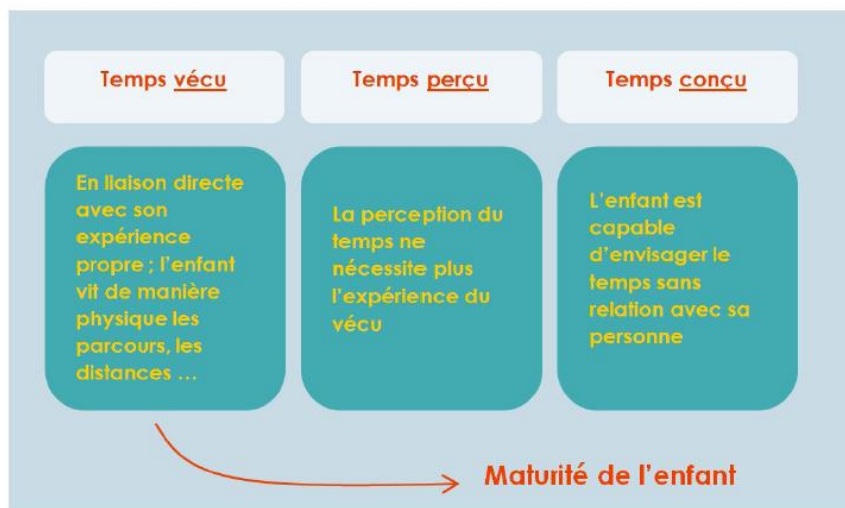 Temps vécu
Temps perçu
Temps conçu
En liaison directe
avec son
expérience
propre ; l'enfant
vit de manière
physique les
parcours, les
distances …
La perception du
temps ne
nécessite plus
l'expérience du
vécu
L'enfant est
capable
d'envisager le
temps sans
relation avec sa
personne
Maturité de l'enfant